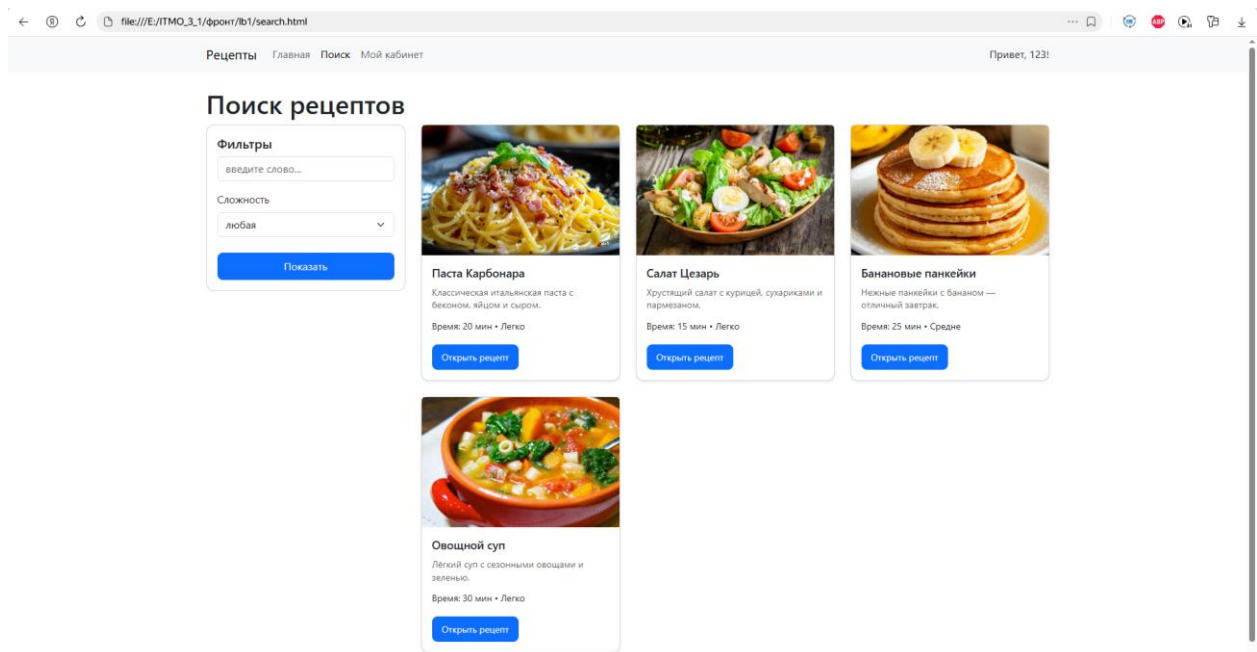 file:///E:/ITMO_3_1/фронт/lb1/search.html
Рецепты Главная Поиск Мой кабинет Привет, 123!
Поиск рецептов
Фильтры
введите слово...
Сложность
любая
Показать
Паста Карбонара
Классическая итальянская паста с
беконом, яйцом и сыром.
Время: 20 мин • Легко
Открыть рецепт
Салат Цезарь
Хрустящий салат с курицей, сухариками и
пармезаном.
Время: 15 мин • Легко
Открыть рецепт
Банановые панкейки
Нежные панкейки с бананом —
отличный завтрак.
Время: 25 мин • Средне
Открыть рецепт
Овощной суп
Лёгкий суп с сезонными овощами и
зеленью.
Время: 30 мин • Легко
Открыть рецепт